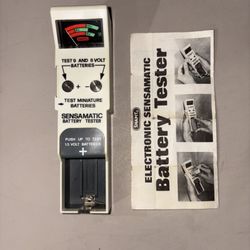 TEST 9 AND 6 VOLT
BATTERIES
TEST MINIATURE
BATTERIES
SENSAMATIC
BATTERY TESTER
PUSH UP TO TEST
1.5 VOLT BATTERIES
+
ELECTRONIC SENSAMATIC
Battery Tester